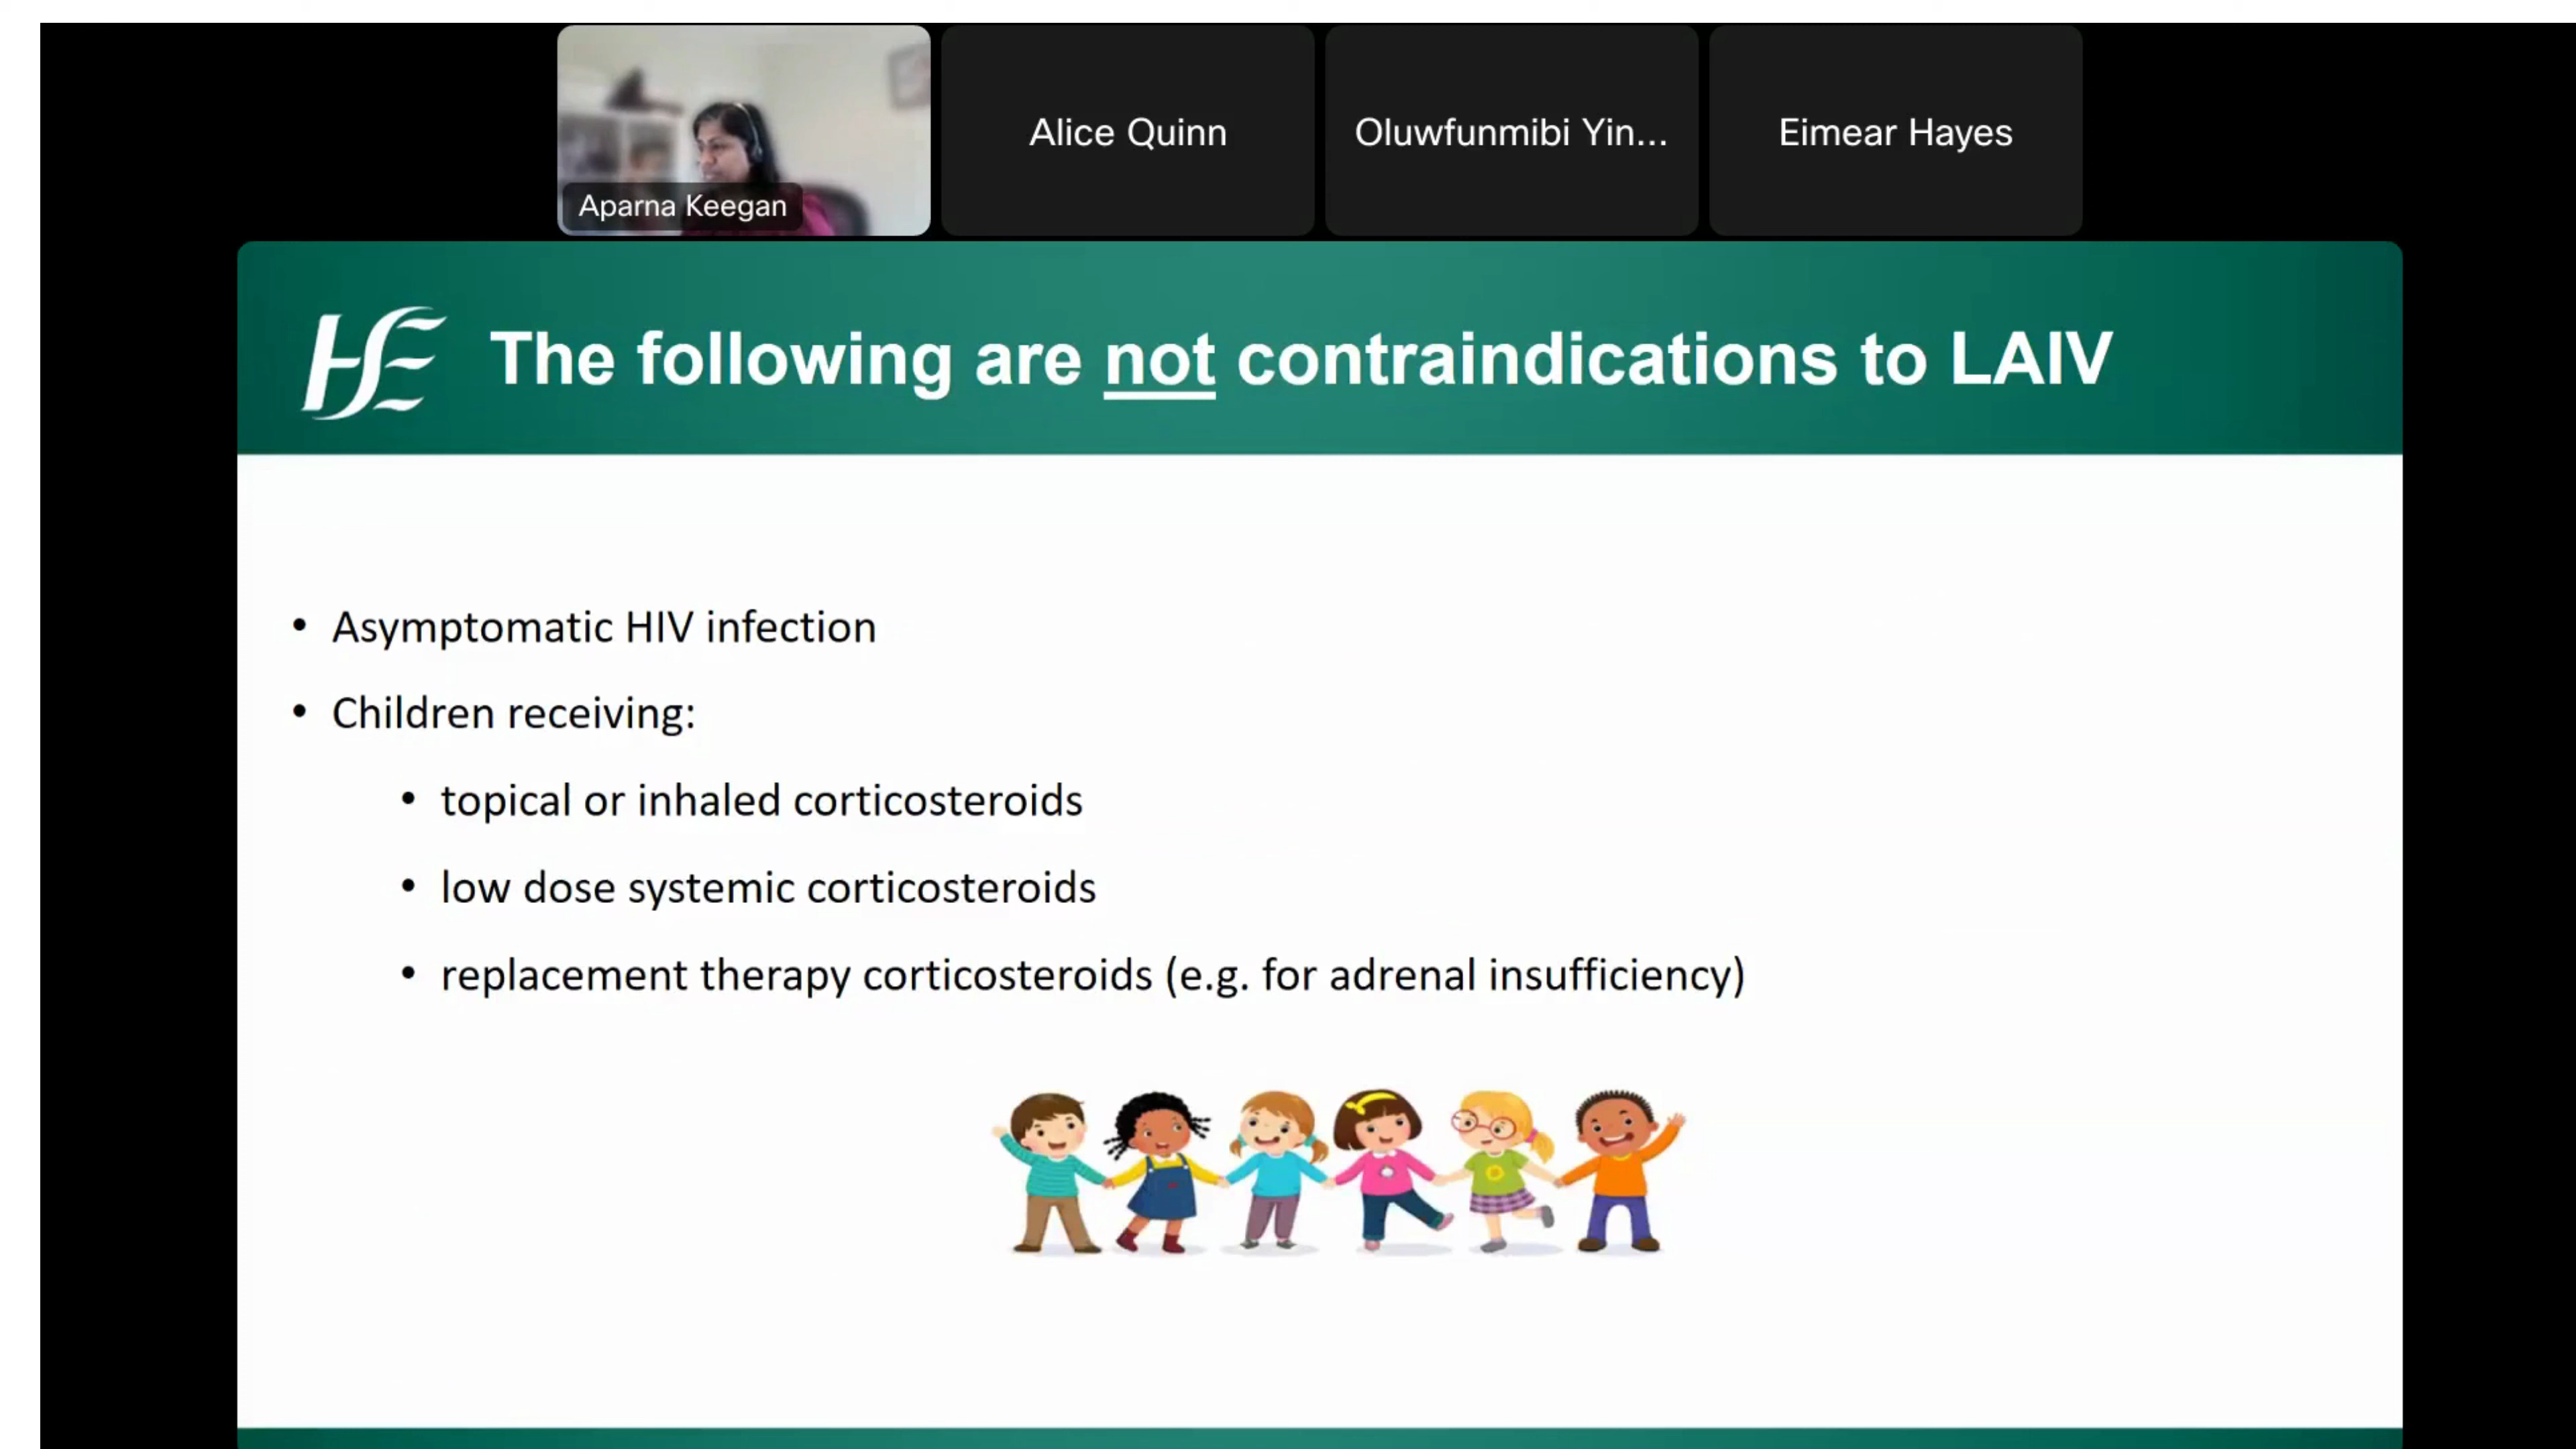 Aparna Keegan
Alice Quinn
Oluwfunmibi Yin...
Eimear Hayes
HSE
The following are not contraindications to LAIV
• Asymptomatic HIV infection
• Children receiving:
• topical or inhaled corticosteroids
• low dose systemic corticosteroids
• replacement therapy corticosteroids (e.g. for adrenal insufficiency)